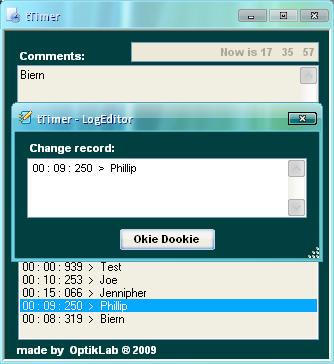 tTimer
Now is 17 35 57
Comments:
Biern
tTimer - LogEditor
Change record:
00 : 09 : 250 > Phillip
Okie Dookie
00 : 00 : 939 > Test
00 : 10 : 253 > Joe
00 : 15 : 066 > Jennipher
00 : 09 : 250 > Phillip
00 : 08 : 319 > Biern
made by OptikLab ® 2009